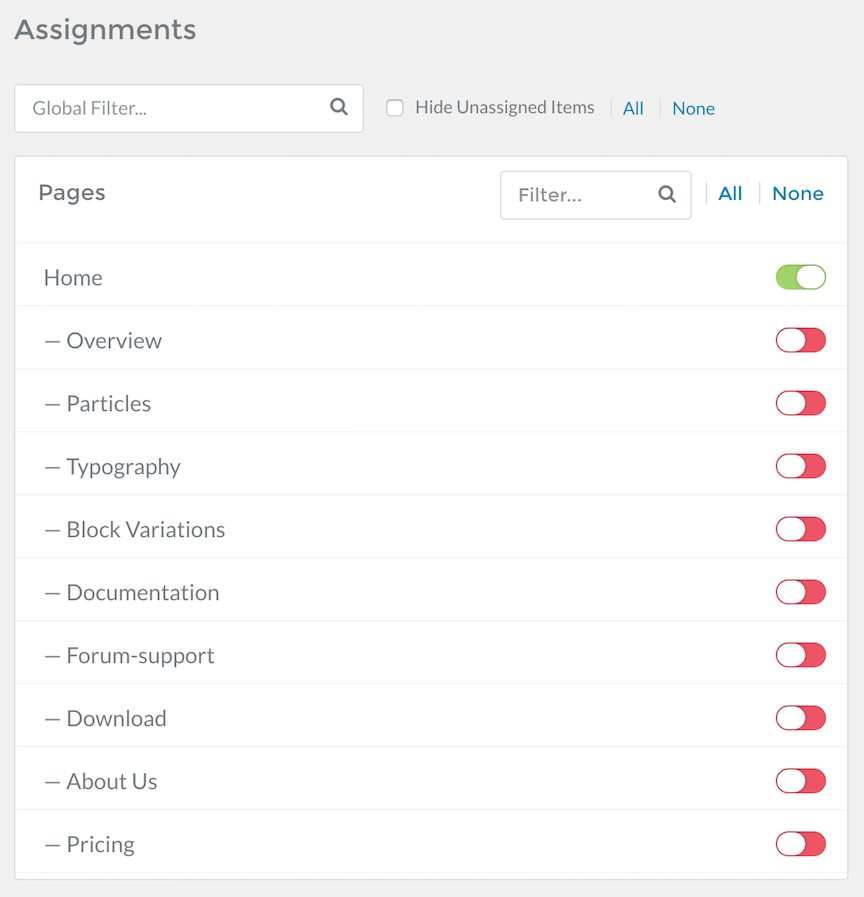 Assignments
Global Filter... Hide Unassigned Items All None
Pages Filter... All None
Home
— Overview
— Particles
— Typography
— Block Variations
— Documentation
— Forum-support
— Download
— About Us
— Pricing